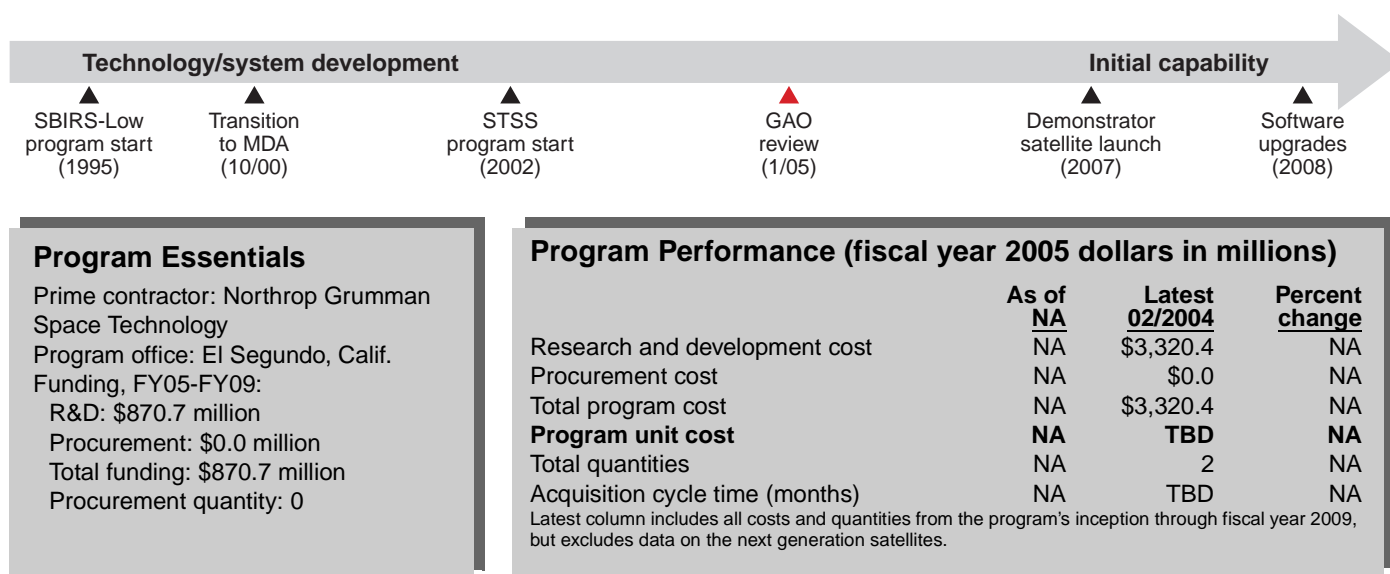 Technology/system development
Initial capability
SBIRS-Low
program start
(1995)
Transition
to MDA
(10/00)
STSS
program start
(2002)
GAO
review
(1/05)
Demonstrator
satellite launch
(2007)
Software
upgrades
(2008)
Program Essentials
Prime contractor: Northrop Grumman
Space Technology
Program office: El Segundo, Calif.
Funding, FY05-FY09:
R&D: $870.7 million
Procurement: $0.0 million
Total funding: $870.7 million
Procurement quantity: 0
Program Performance (fiscal year 2005 dollars in millions)
As of Latest Percent
NA 02/2004 change
Research and development cost NA $3,320.4 NA
Procurement cost NA $0.0 NA
Total program cost NA $3,320.4 NA
Program unit cost NA TBD NA
Total quantities NA 2 NA
Acquisition cycle time (months) NA TBD NA
Latest column includes all costs and quantities from the program's inception through fiscal year 2009,
but excludes data on the next generation satellites.